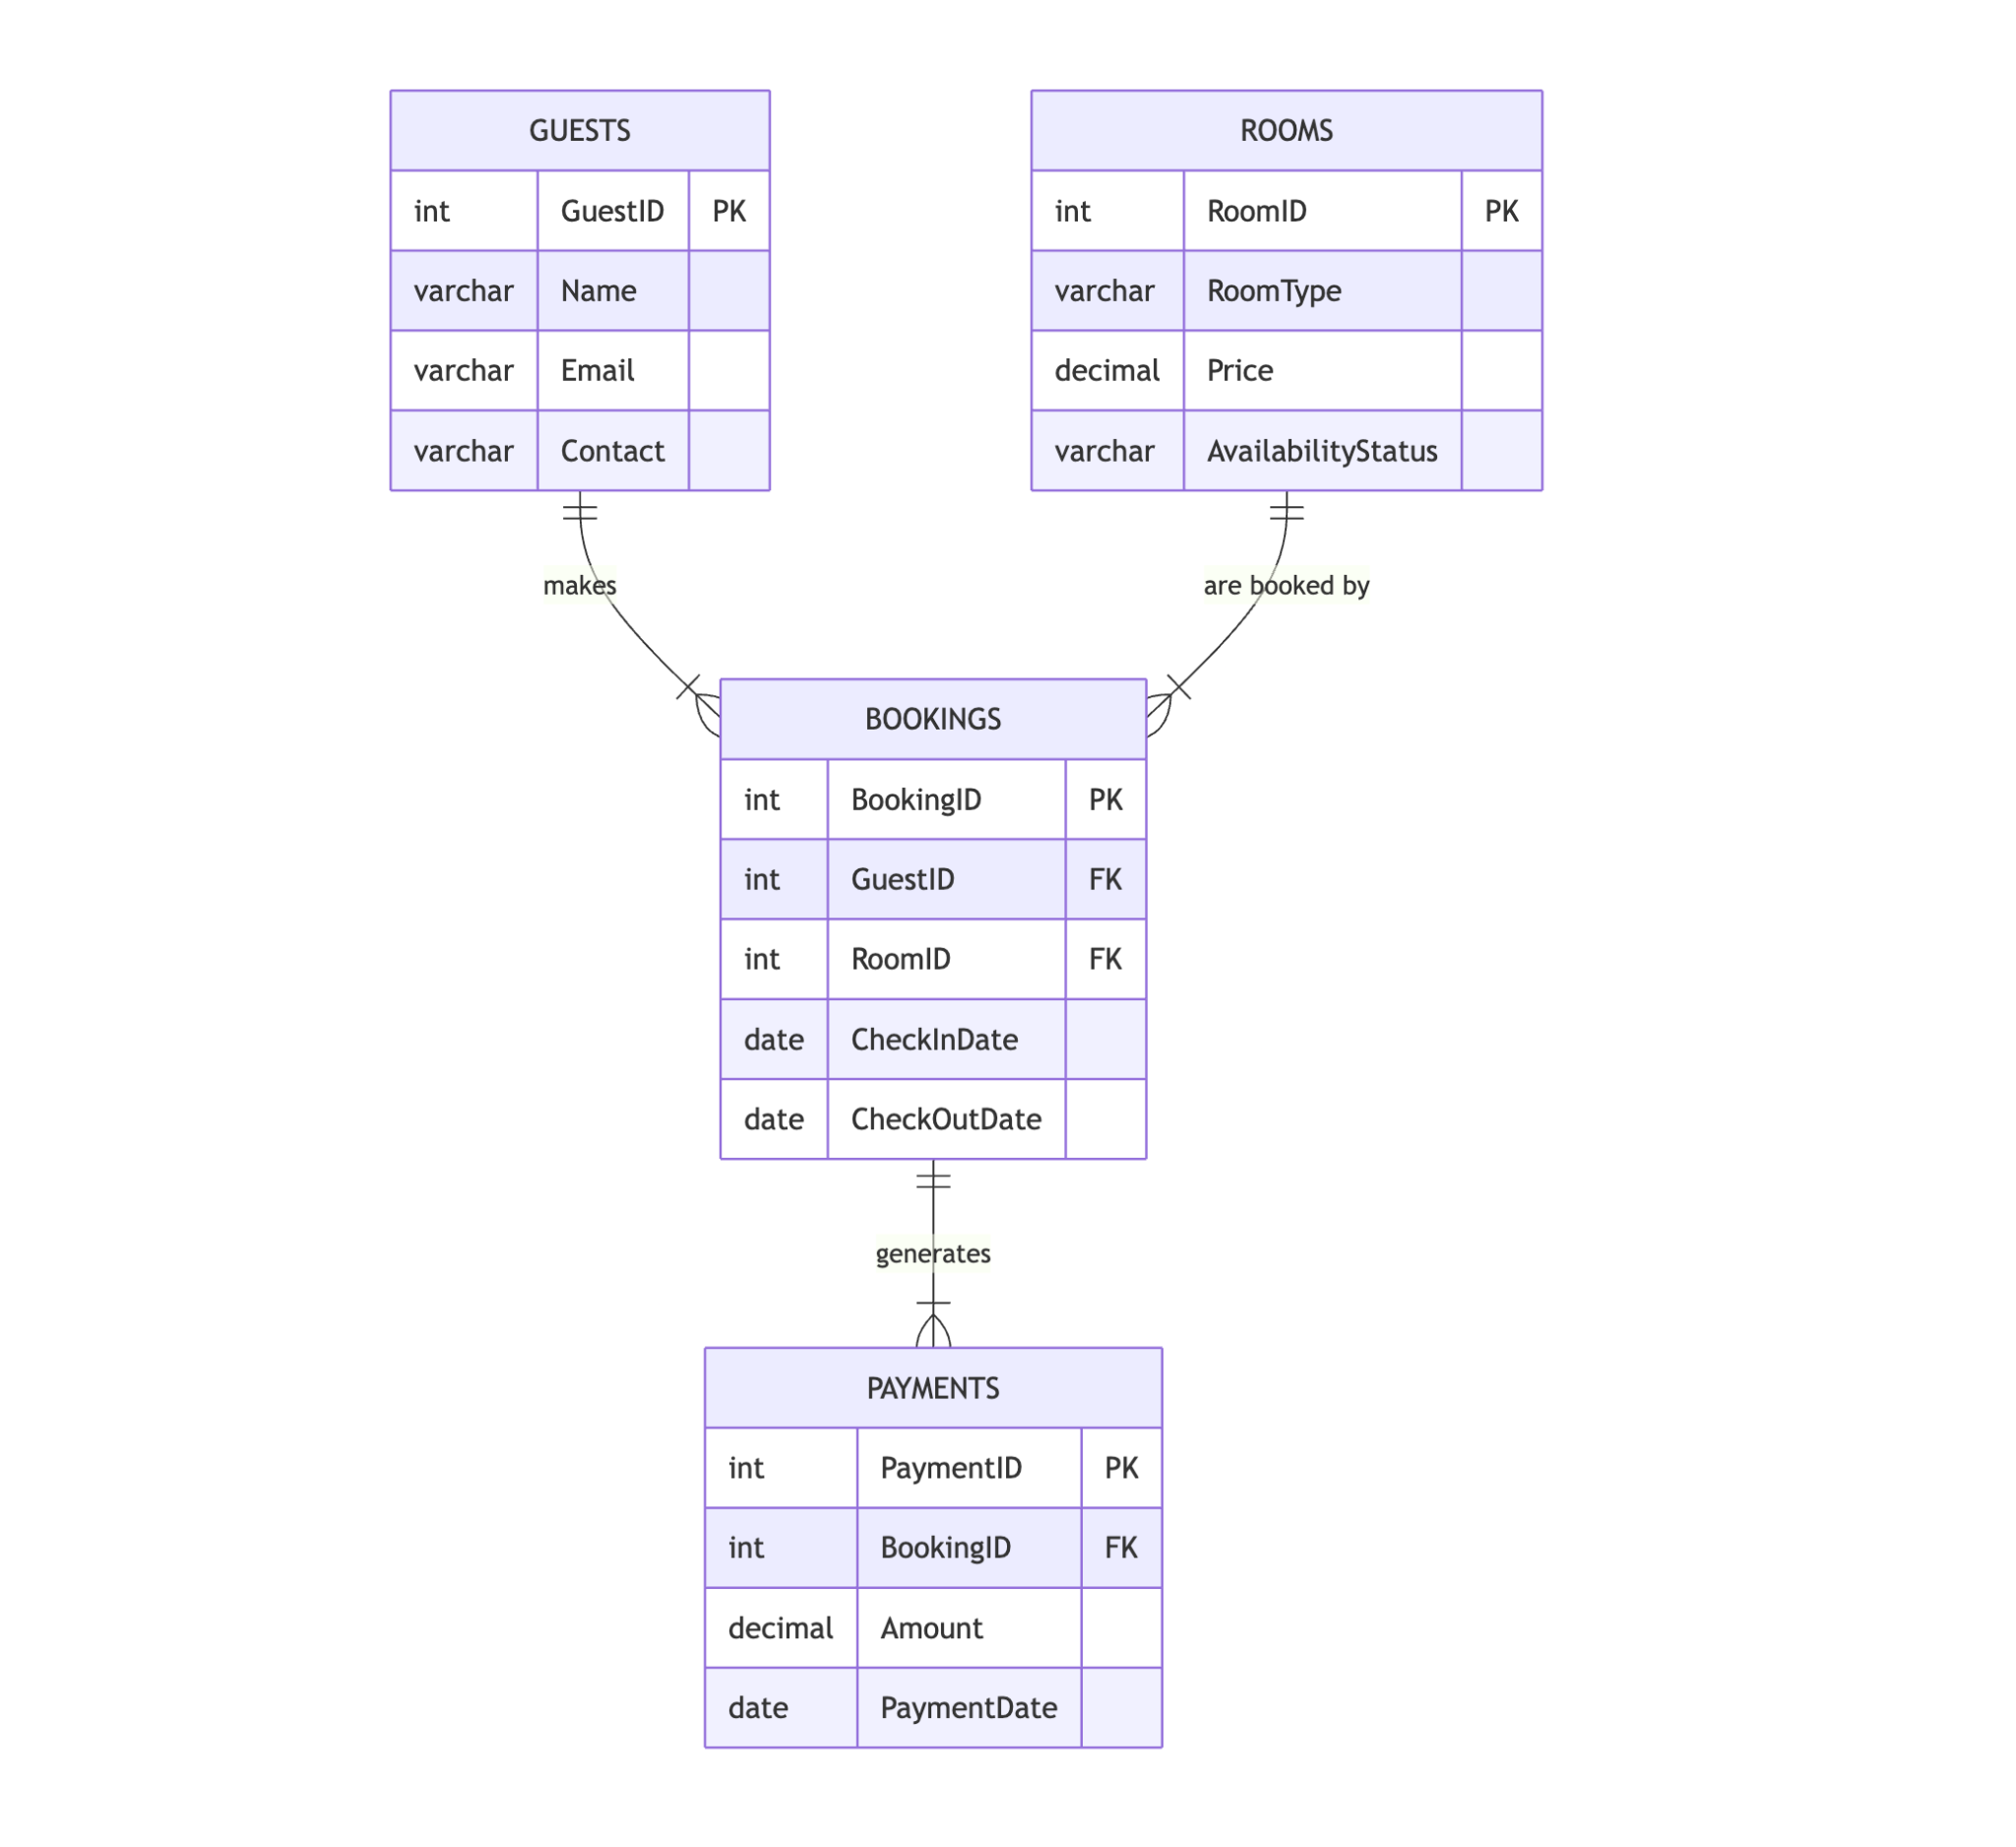 GUESTS
int GuestID PK
varchar Name
varchar Email
varchar Contact
ROOMS
int RoomID PK
varchar RoomType
decimal Price
varchar AvailabilityStatus
makes
are booked by
BOOKINGS
int BookingID PK
int GuestID FK
int RoomID FK
date CheckInDate
date CheckOutDate
generates
PAYMENTS
int PaymentID PK
int BookingID FK
decimal Amount
date PaymentDate